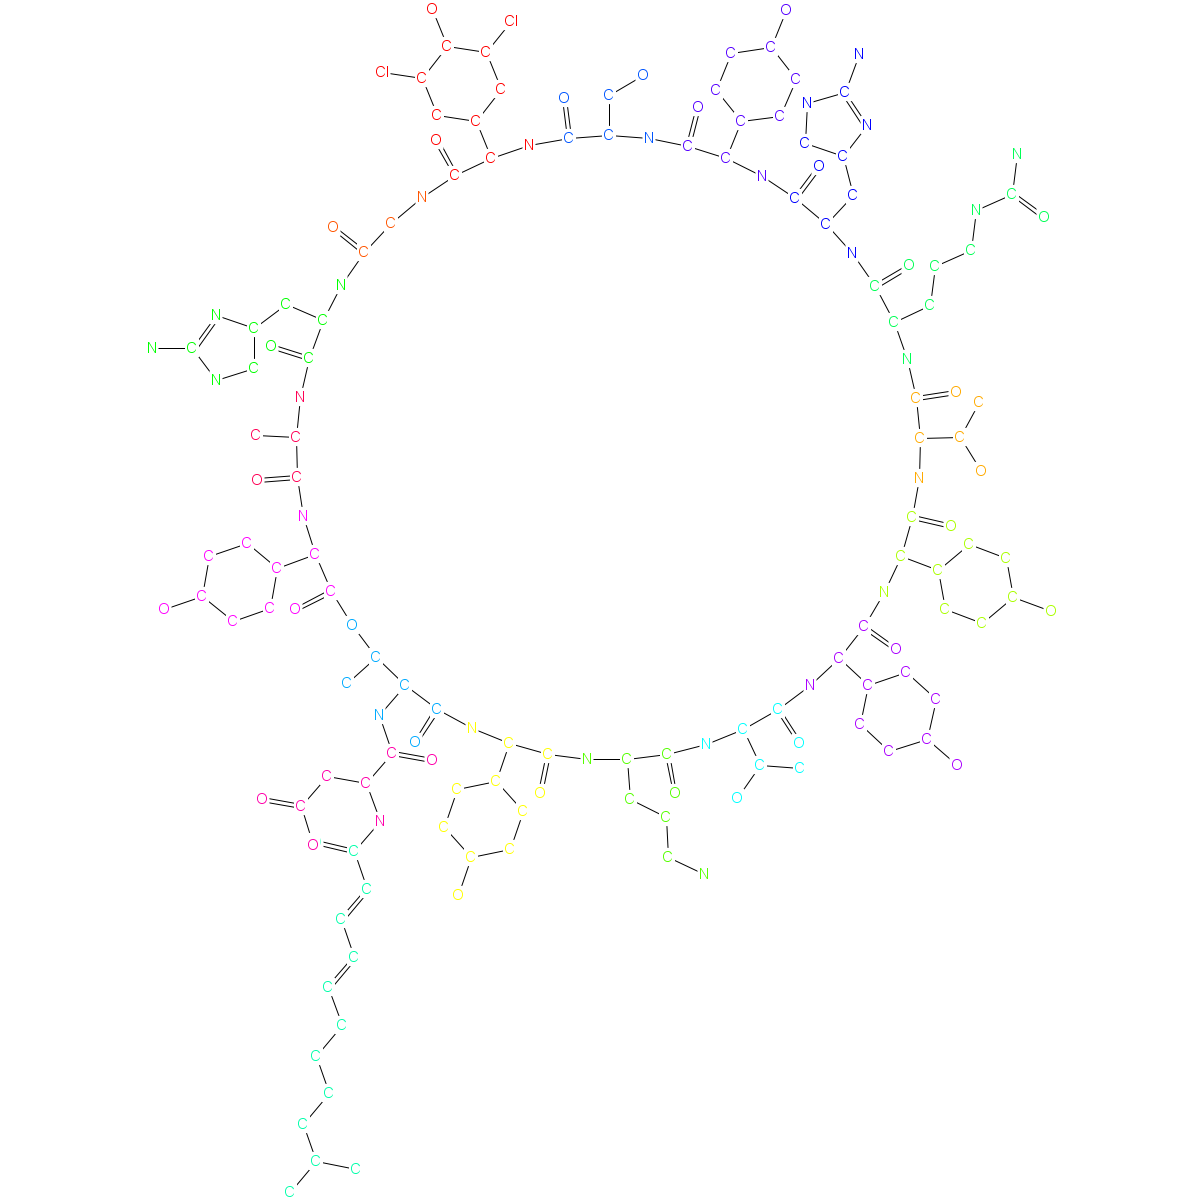 O Cl O
C C C C O N
Cl C C C O C C N C
C C O C C C N N
O C N C C N C C N C C O
C N C C N C
O C C N C O N C N C O
N C C N C C O C C
N C C O C C C C
N C N N C O C
C C C C O
O C N C O
N C C O C C
C C C C C C C
O C C C O C N C C C O
O C C N C C C C
C C C N C C O C C
N O C N C C O N C C O C C O
O C C C C C N C C O C C
O C C C C C O C O O
O C N C C C C
C C C C N
C O
C
C
C
C
C
C
C
C C
C